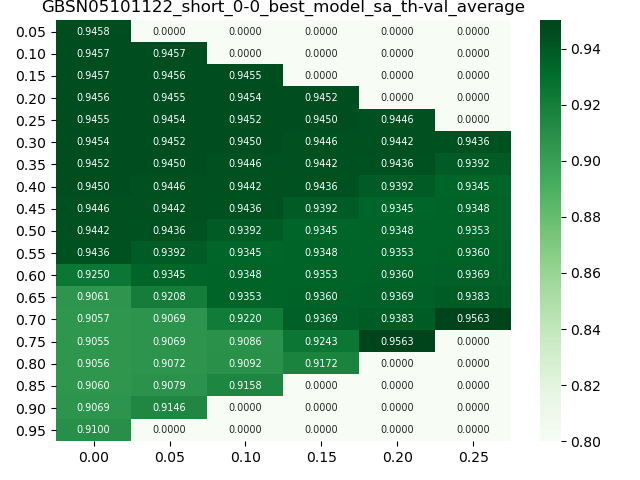 GBSN05101122_short_0-0_best_model_sa_th-val_average
0.05 0.9458 0.0000 0.0000 0.0000 0.0000 0.0000
0.10 0.9457 0.9457 0.0000 0.0000 0.0000 0.0000
0.15 0.9457 0.9456 0.9455 0.0000 0.0000 0.0000
0.20 0.9456 0.9455 0.9454 0.9452 0.0000 0.0000
0.25 0.9455 0.9454 0.9452 0.9450 0.9446 0.0000
0.30 0.9454 0.9452 0.9450 0.9446 0.9442 0.9436
0.35 0.9452 0.9450 0.9446 0.9442 0.9436 0.9392
0.40 0.9450 0.9446 0.9442 0.9436 0.9392 0.9345
0.45 0.9446 0.9442 0.9436 0.9392 0.9345 0.9348
0.50 0.9442 0.9436 0.9392 0.9345 0.9348 0.9353
0.55 0.9436 0.9392 0.9345 0.9348 0.9353 0.9360
0.60 0.9250 0.9345 0.9348 0.9353 0.9360 0.9369
0.65 0.9061 0.9208 0.9353 0.9360 0.9369 0.9383
0.70 0.9057 0.9069 0.9220 0.9369 0.9383 0.9563
0.75 0.9055 0.9069 0.9086 0.9243 0.9563 0.0000
0.80 0.9056 0.9072 0.9092 0.9172 0.0000 0.0000
0.85 0.9060 0.9079 0.9158 0.0000 0.0000 0.0000
0.90 0.9069 0.9146 0.0000 0.0000 0.0000 0.0000
0.95 0.9100 0.0000 0.0000 0.0000 0.0000 0.0000
0.00 0.05 0.10 0.15 0.20 0.25
0.94
0.92
0.90
0.88
0.86
0.84
0.82
0.80